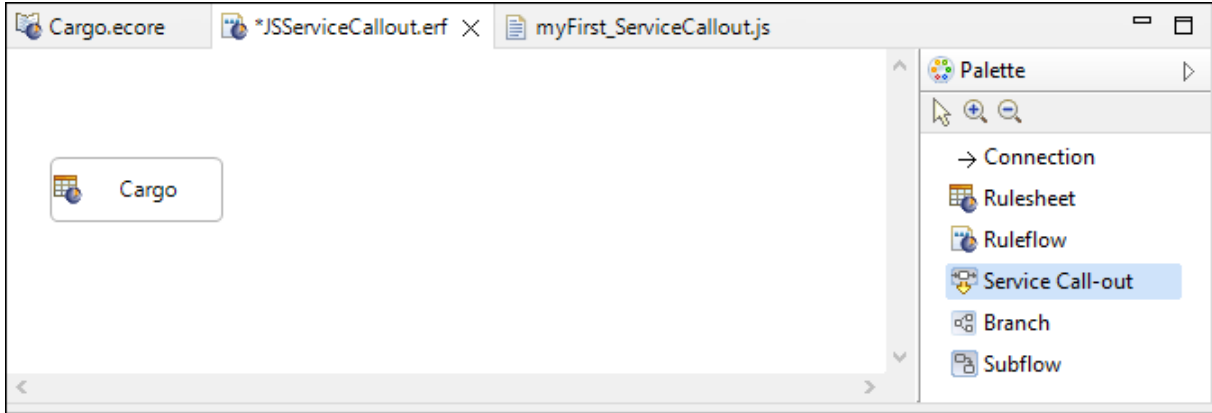 Cargo.ecore *JSServiceCallout.erf myFirst_ServiceCallout.js
Palette
Connection
Cargo
Rulesheet
Ruleflow
Service Call-out
Branch
Subflow